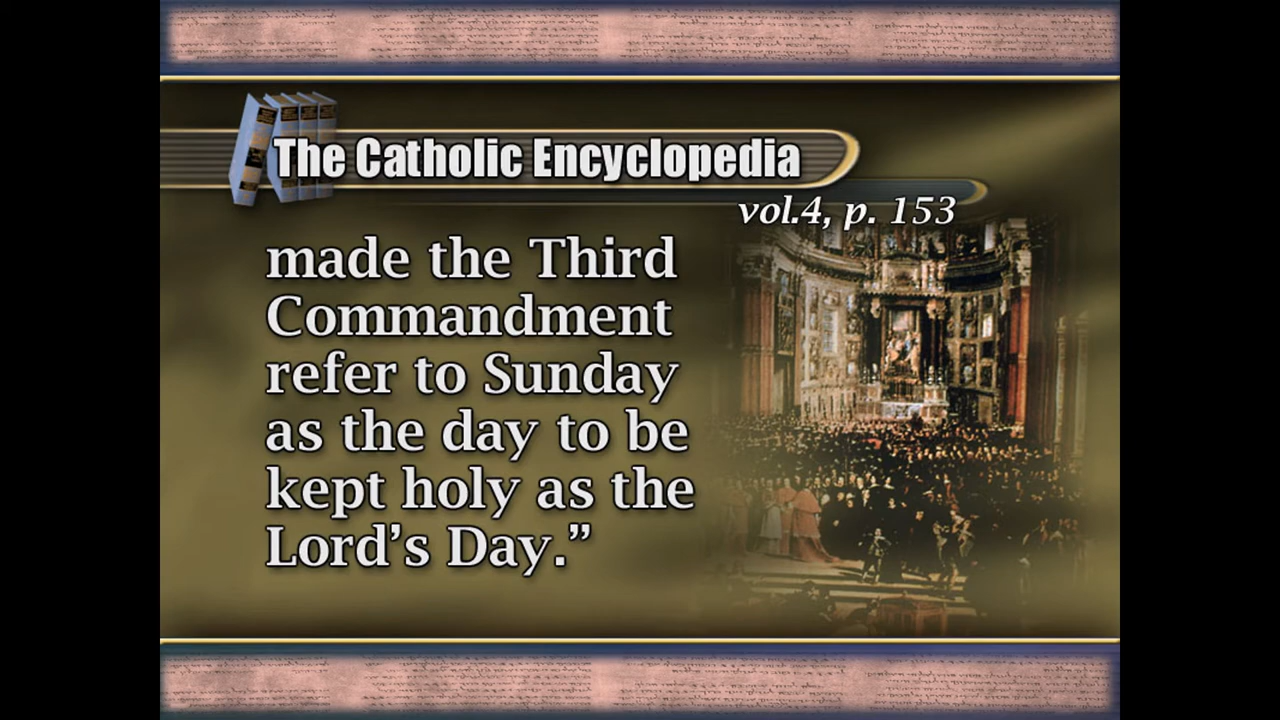 The Catholic Encyclopedia
vol.4, p. 153
made the Third
Commandment
refer to Sunday
as the day to be
kept holy as the
Lord’s Day.”